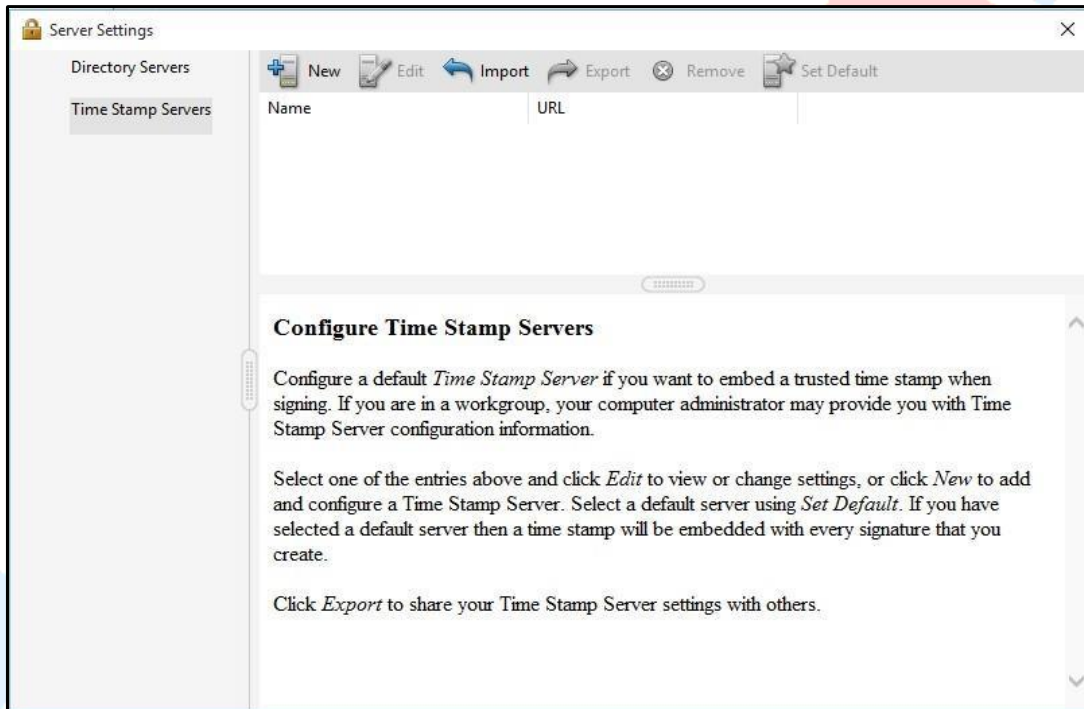 Server Settings
Directory Servers
Time Stamp Servers
New Edit Import Export Remove Set Default
Name URL
Configure Time Stamp Servers
Configure a default Time Stamp Server if you want to embed a trusted time stamp when
signing. If you are in a workgroup, your computer administrator may provide you with Time
Stamp Server configuration information.
Select one of the entries above and click Edit to view or change settings, or click New to add
and configure a Time Stamp Server. Select a default server using Set Default. If you have
selected a default server then a time stamp will be embedded with every signature that you
create.
Click Export to share your Time Stamp Server settings with others.